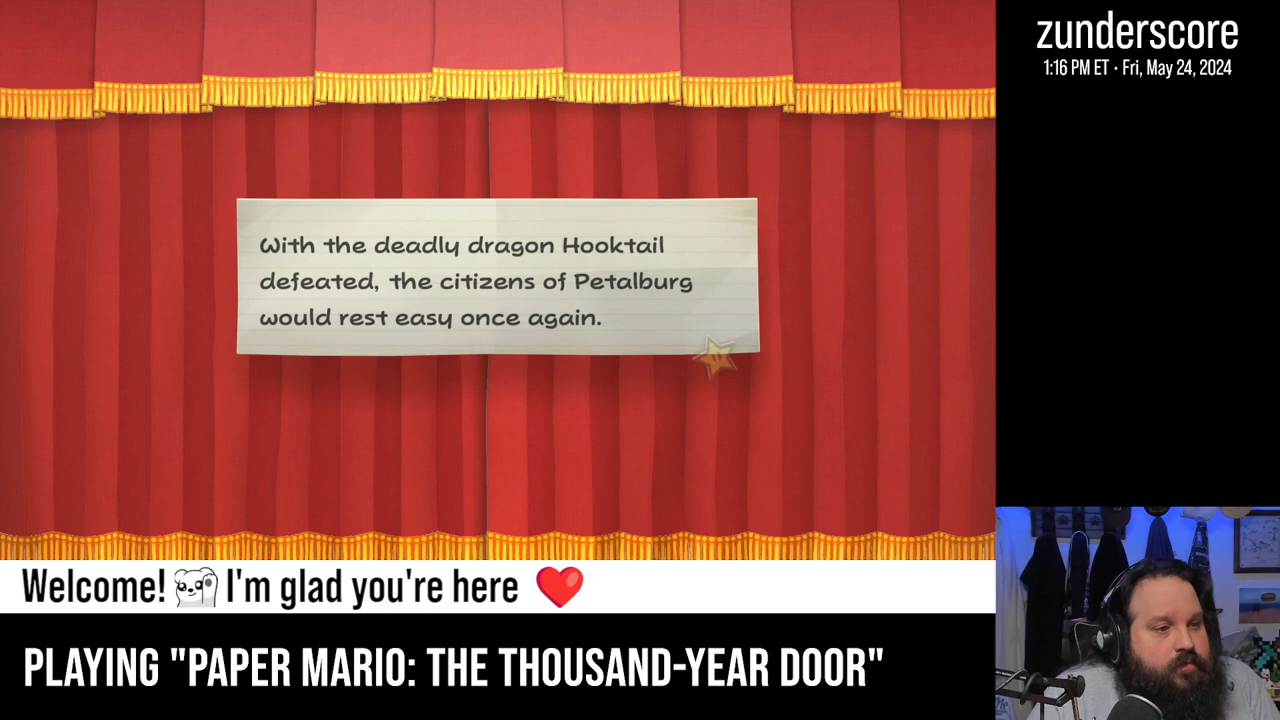 zunderscore
1:16 PM ET · Fri, May 24, 2024
With the deadly dragon Hooktail
defeated, the citizens of Petalburg
would rest easy once again.
Welcome! I'm glad you're here
PLAYING "PAPER MARIO: THE THOUSAND-YEAR DOOR"